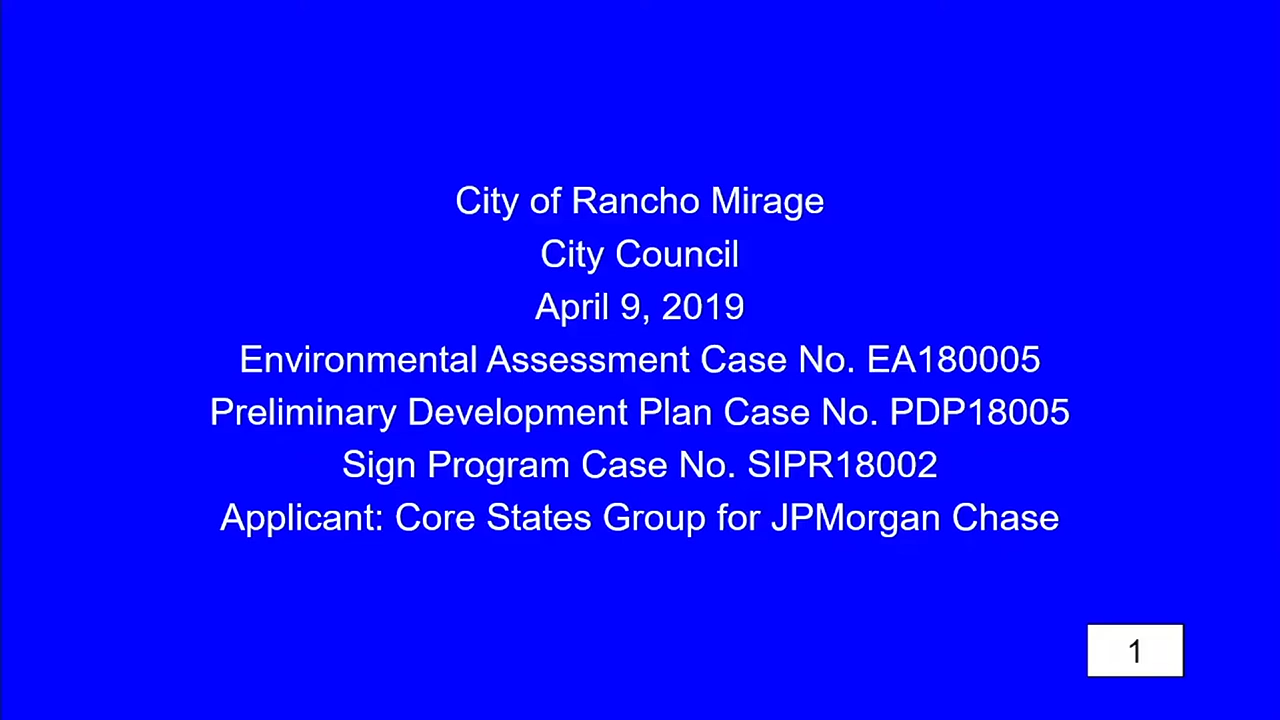 City of Rancho Mirage
City Council
April 9, 2019
Environmental Assessment Case No. EA180005
Preliminary Development Plan Case No. PDP18005
Sign Program Case No. SIPR18002
Applicant: Core States Group for JPMorgan Chase
1